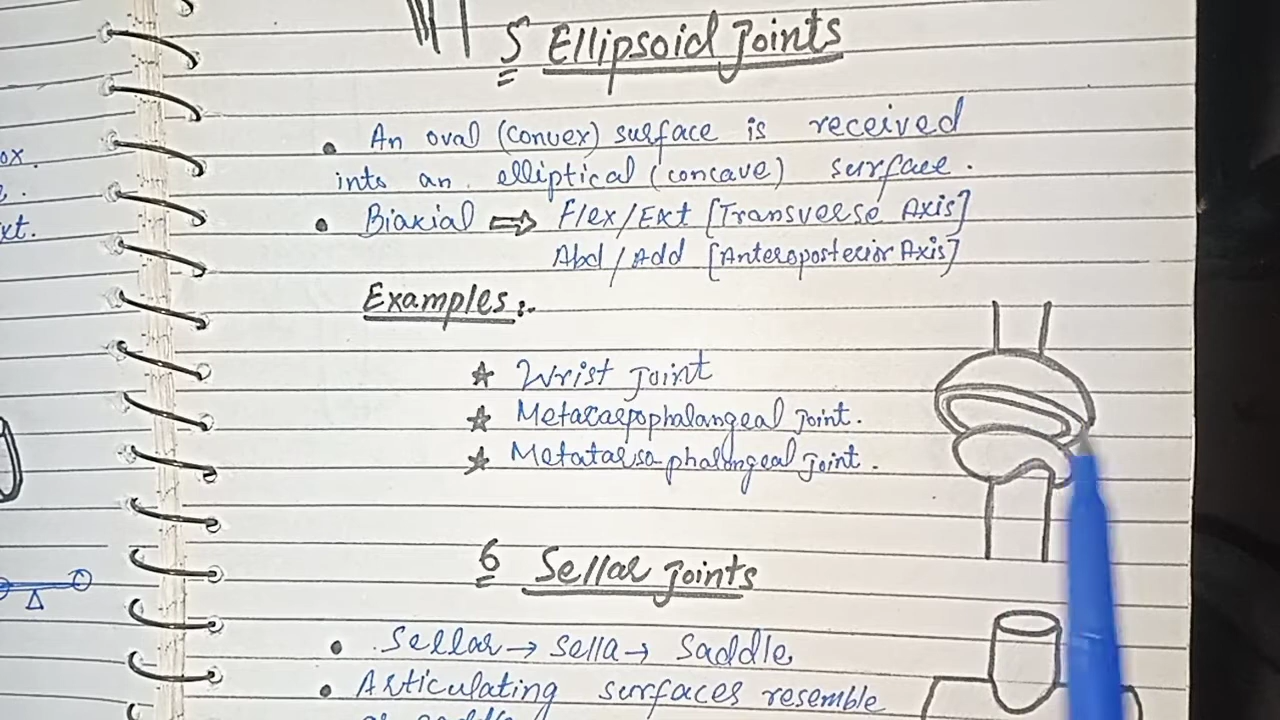 5 Ellipsoid Joints
• An oval (convex) surface is received
into an elliptical (concave) surface.
• Biaxial ⇨ Flex/Ext [Transverse Axis]
Abd/Add [Anteroposterior Axis]
Examples:-
★ Wrist Joint
★ Metacarpophalangeal Joint.
★ Metatarso-phalangeal Joint.
6 Sellar Joints
• Sellar → Sella → Saddle
• Articulating surfaces resemble
ox.
xt.